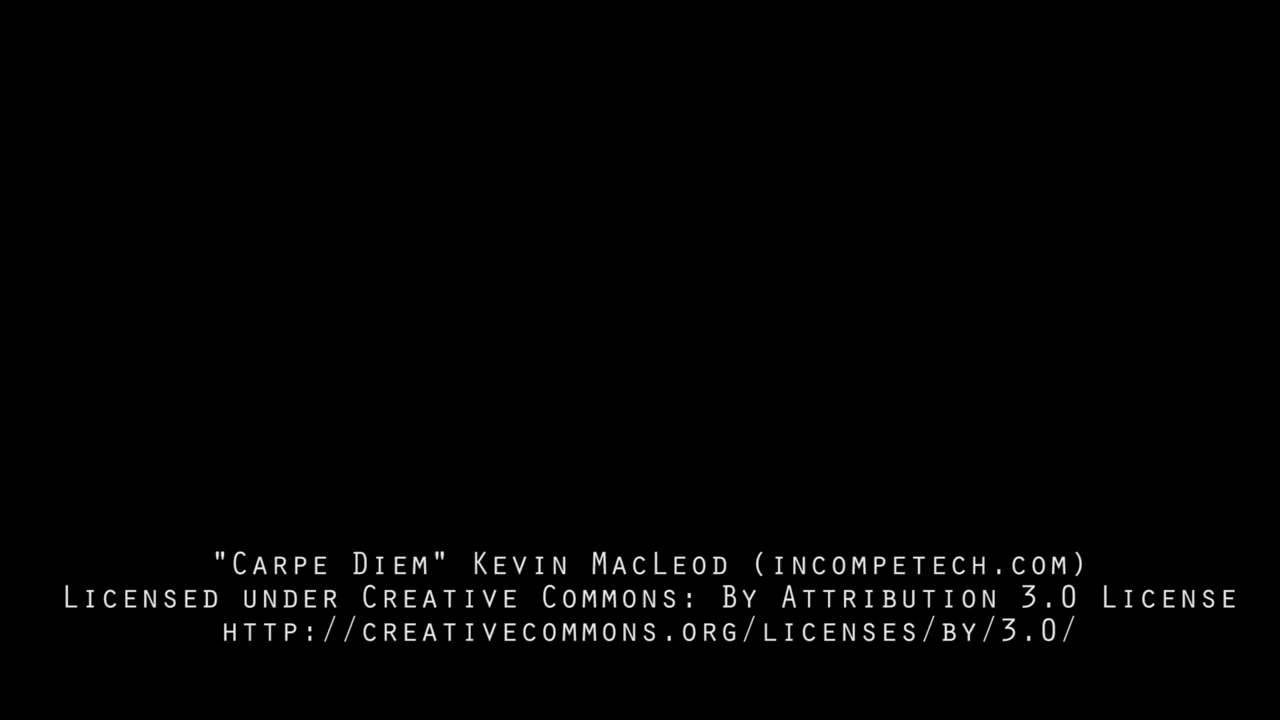 "Carpe Diem" Kevin MacLeod (incompetech.com)
Licensed under Creative Commons: By Attribution 3.0 License
http://creativecommons.org/licenses/by/3.0/